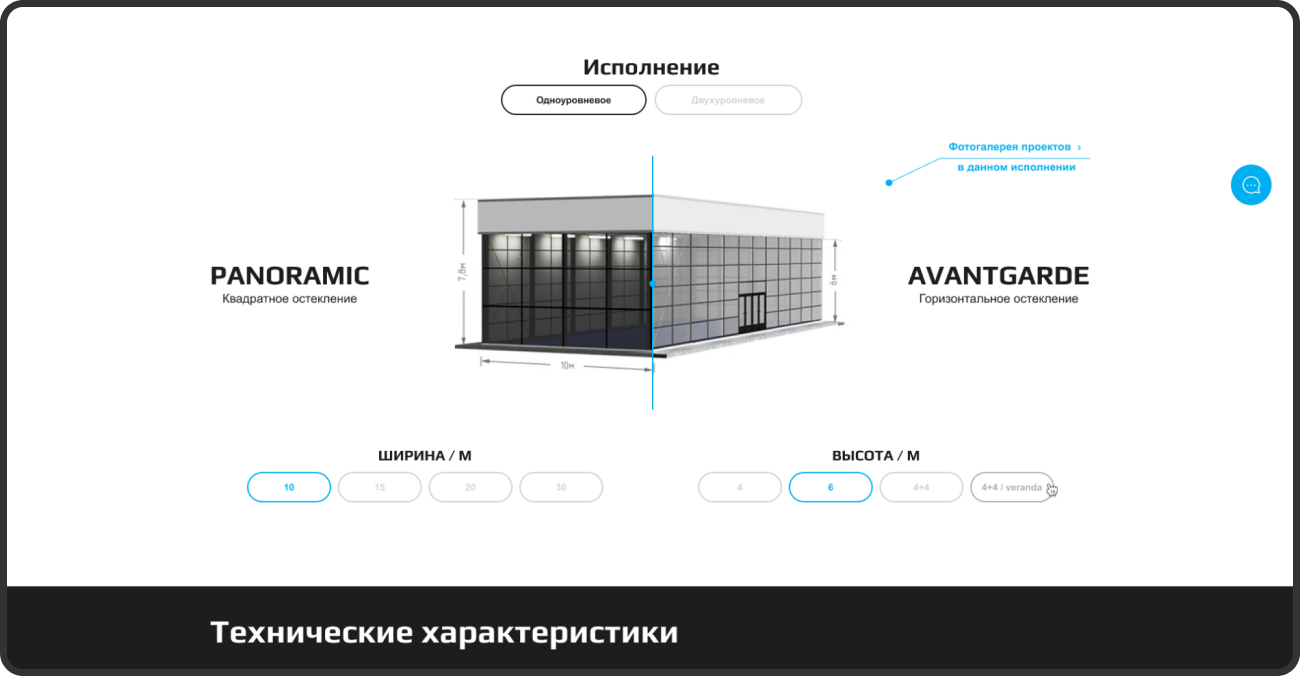 Исполнение
Одноуровневое
Двухуровневое
Фотогалерея проектов ›
в данном исполнении
7,8м
6м
10м
PANORAMIC
Квадратное остекление
AVANTGARDE
Горизонтальное остекление
ШИРИНА / М
10
15
20
30
ВЫСОТА / М
4
6
4+4
4+4 / veranda
Технические характеристики